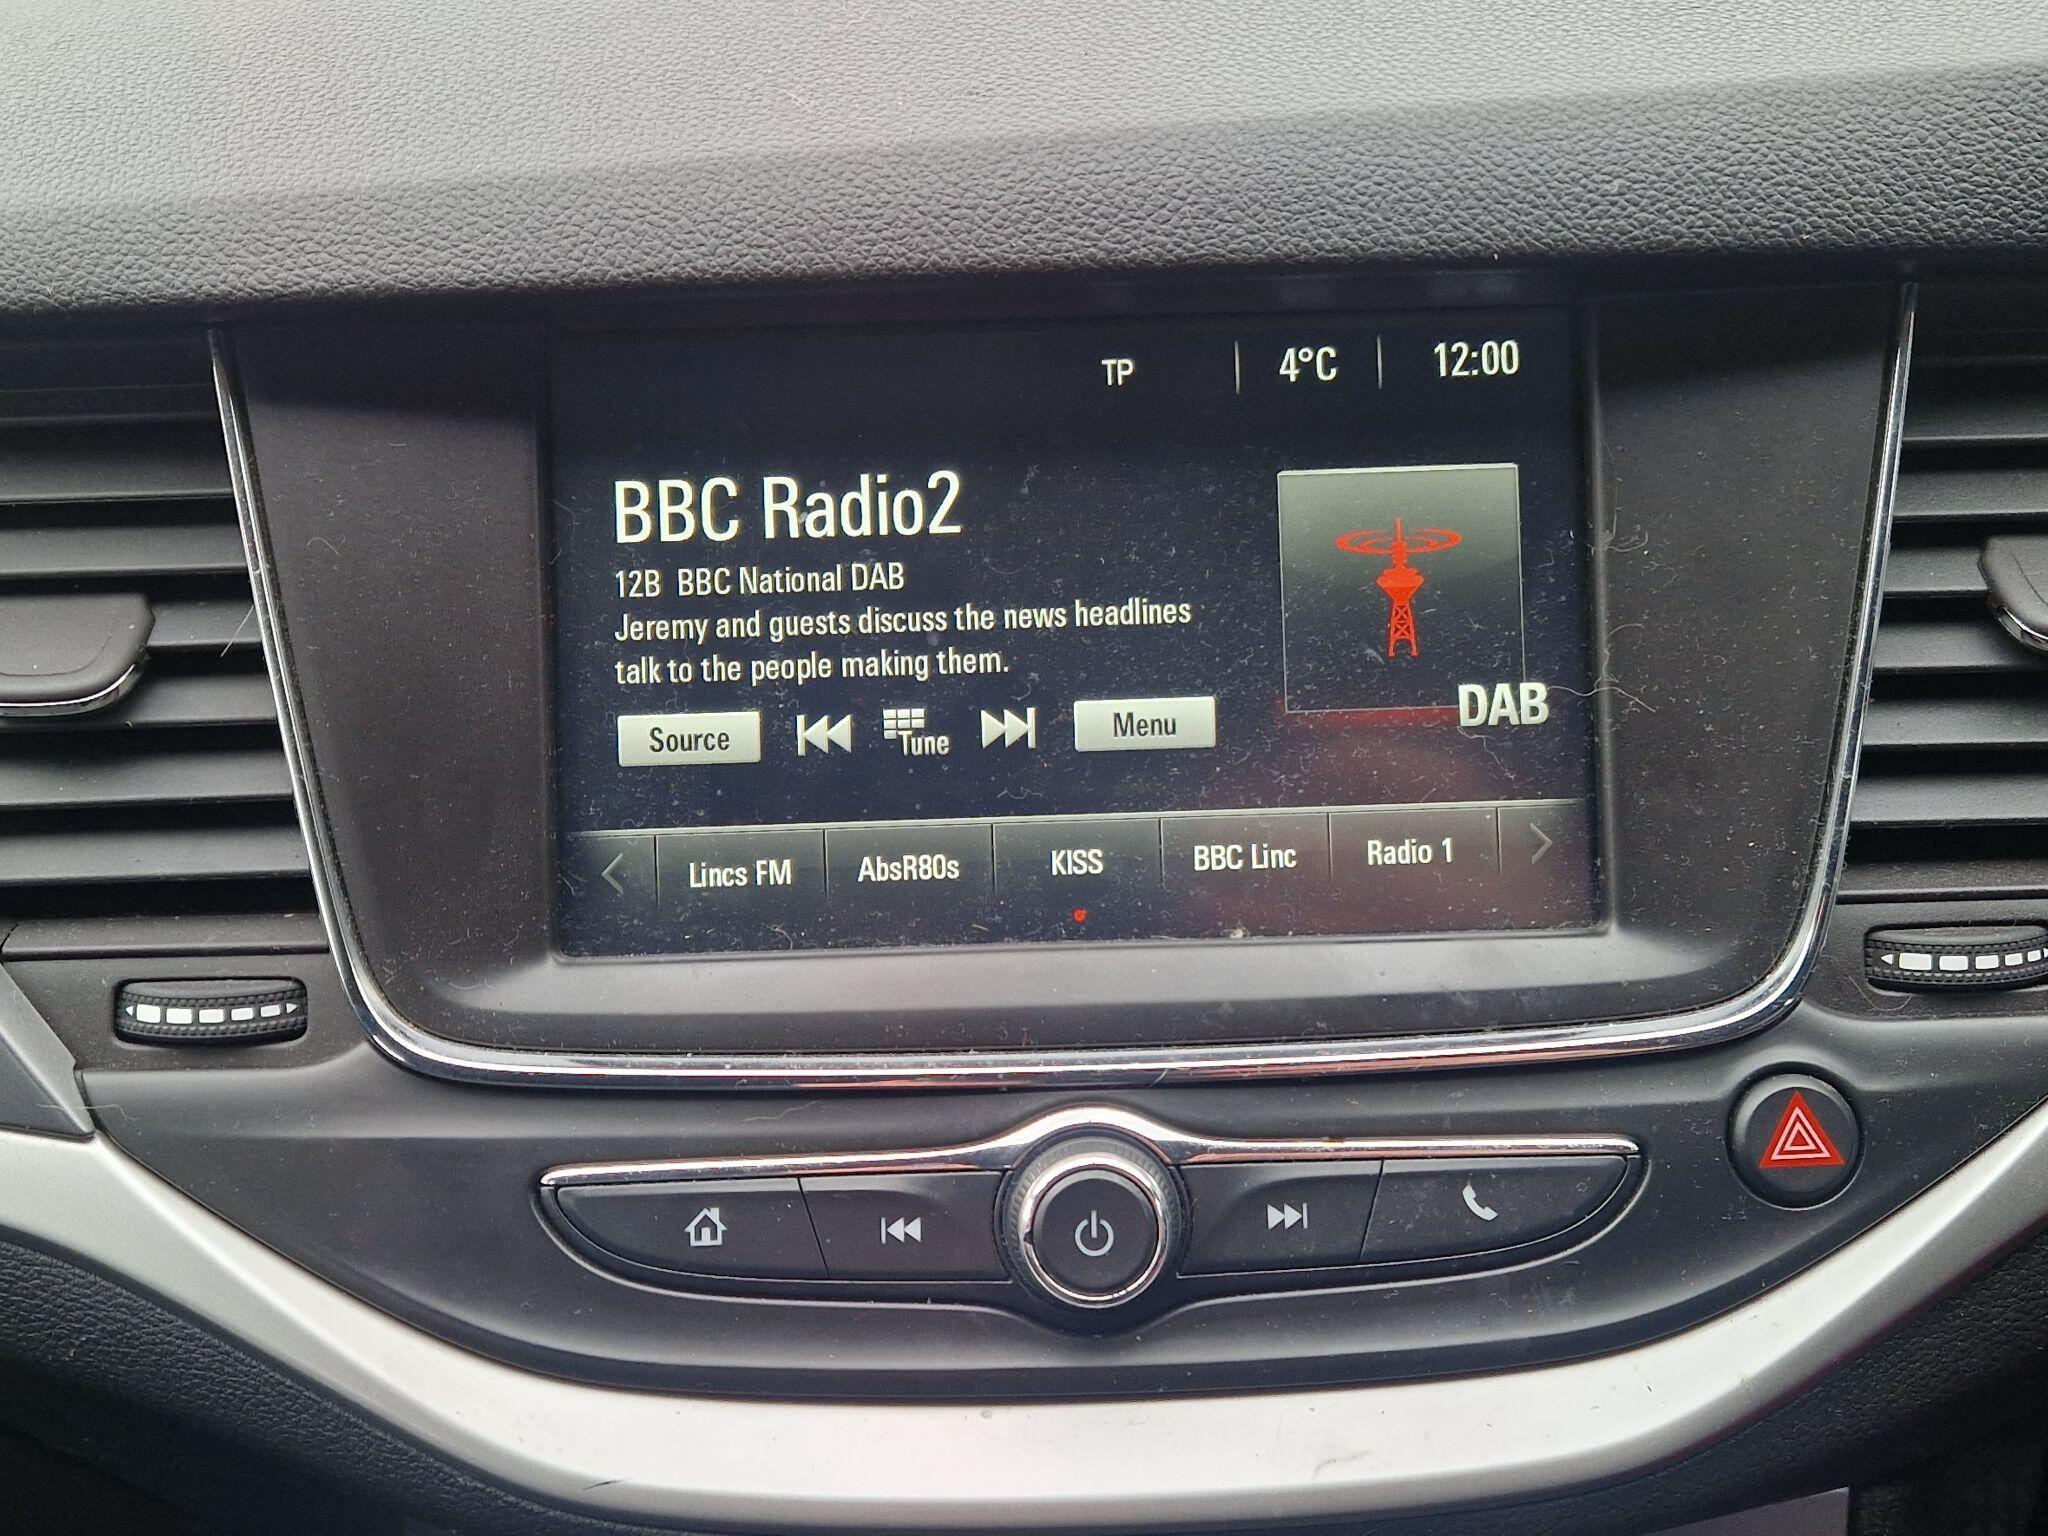 TP 4°C 12:00
BBC Radio2
12B BBC National DAB
Jeremy and guests discuss the news headlines
talk to the people making them.
DAB
Source Tune Menu
Lincs FM AbsR80s KISS BBC Linc Radio 1